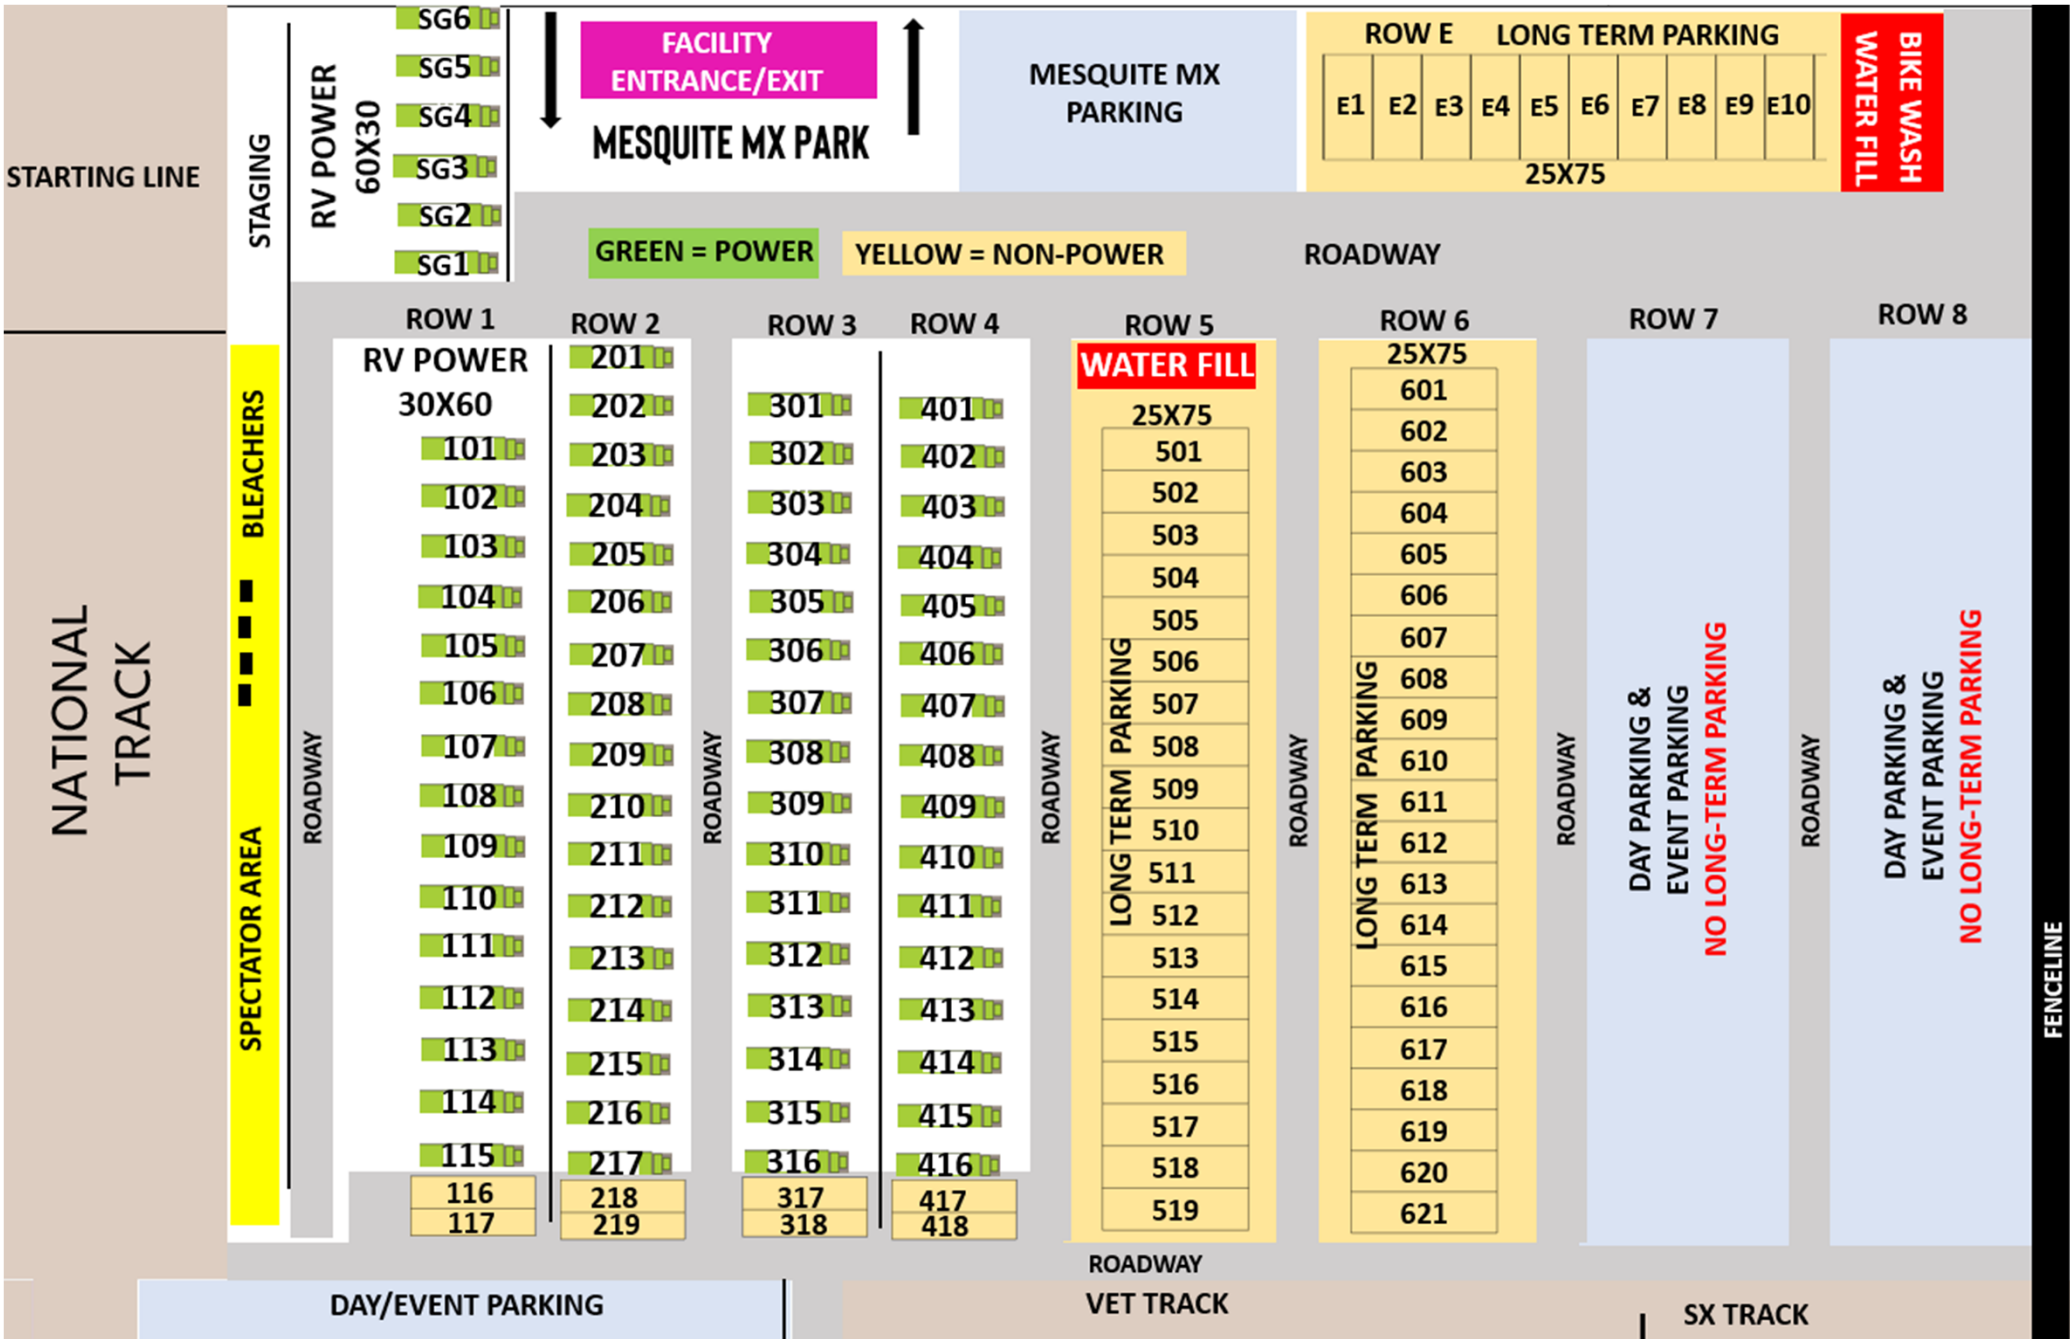 SG6
SG5
SG4
SG3
SG2
SG1
RV POWER
60X30
STAGING
STARTING LINE
FACILITY
ENTRANCE/EXIT
MESQUITE MX PARK
MESQUITE MX
PARKING
ROW E LONG TERM PARKING
E1 E2 E3 E4 E5 E6 E7 E8 E9 E10
25X75
WATER FILL
BIKE WASH
GREEN = POWER
YELLOW = NON-POWER
ROADWAY
ROW 1
RV POWER
30X60
101
102
103
104
105
106
107
108
109
110
111
112
113
114
115
116
117
ROW 2
201
202
203
204
205
206
207
208
209
210
211
212
213
214
215
216
217
218
219
ROW 3
301
302
303
304
305
306
307
308
309
310
311
312
313
314
315
316
317
318
ROW 4
401
402
403
404
405
406
407
408
409
410
411
412
413
414
415
416
417
418
ROW 5
WATER FILL
25X75
501
502
503
504
505
506
507
508
509
510
511
512
513
514
515
516
517
518
519
LONG TERM PARKING
ROW 6
25X75
601
602
603
604
605
606
607
608
609
610
611
612
613
614
615
616
617
618
619
620
621
LONG TERM PARKING
ROW 7
DAY PARKING &
EVENT PARKING
NO LONG-TERM PARKING
ROW 8
DAY PARKING &
EVENT PARKING
NO LONG-TERM PARKING
NATIONAL
TRACK
BLEACHERS
SPECTATOR AREA
ROADWAY
ROADWAY
ROADWAY
ROADWAY
ROADWAY
ROADWAY
FENCELINE
ROADWAY
DAY/EVENT PARKING
VET TRACK
SX TRACK